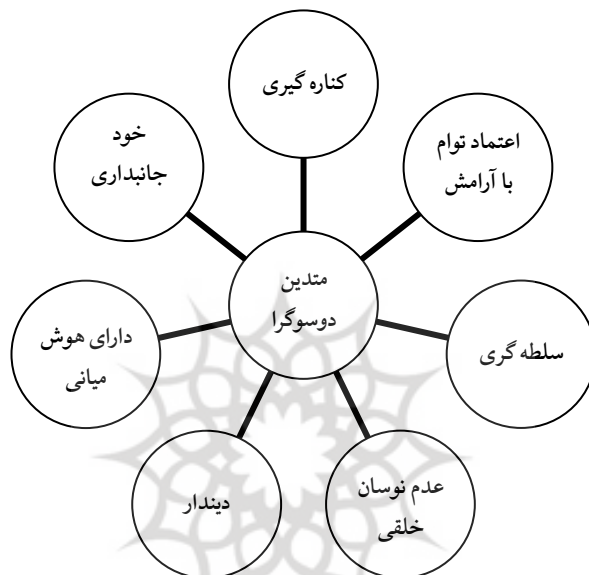 کناره گیری
اعتماد توام
با آرامش
خود
جانبداری
متدین
دوسوگرا
سلطه گری
دارای هوش
میانی
عدم نوسان
خلقی
دیندار